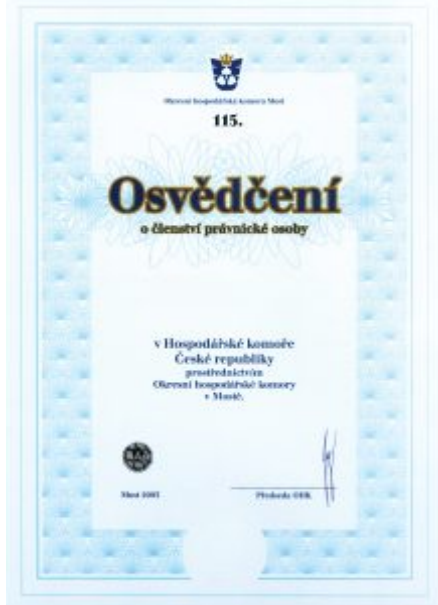 Okresní hospodářská komora Most
115.
Osvědčení
o členství právnické osoby
v Hospodářské komoře
České republiky
prostřednictvím
Okresní hospodářské komory
v Mostě.
Most
Předseda OHK